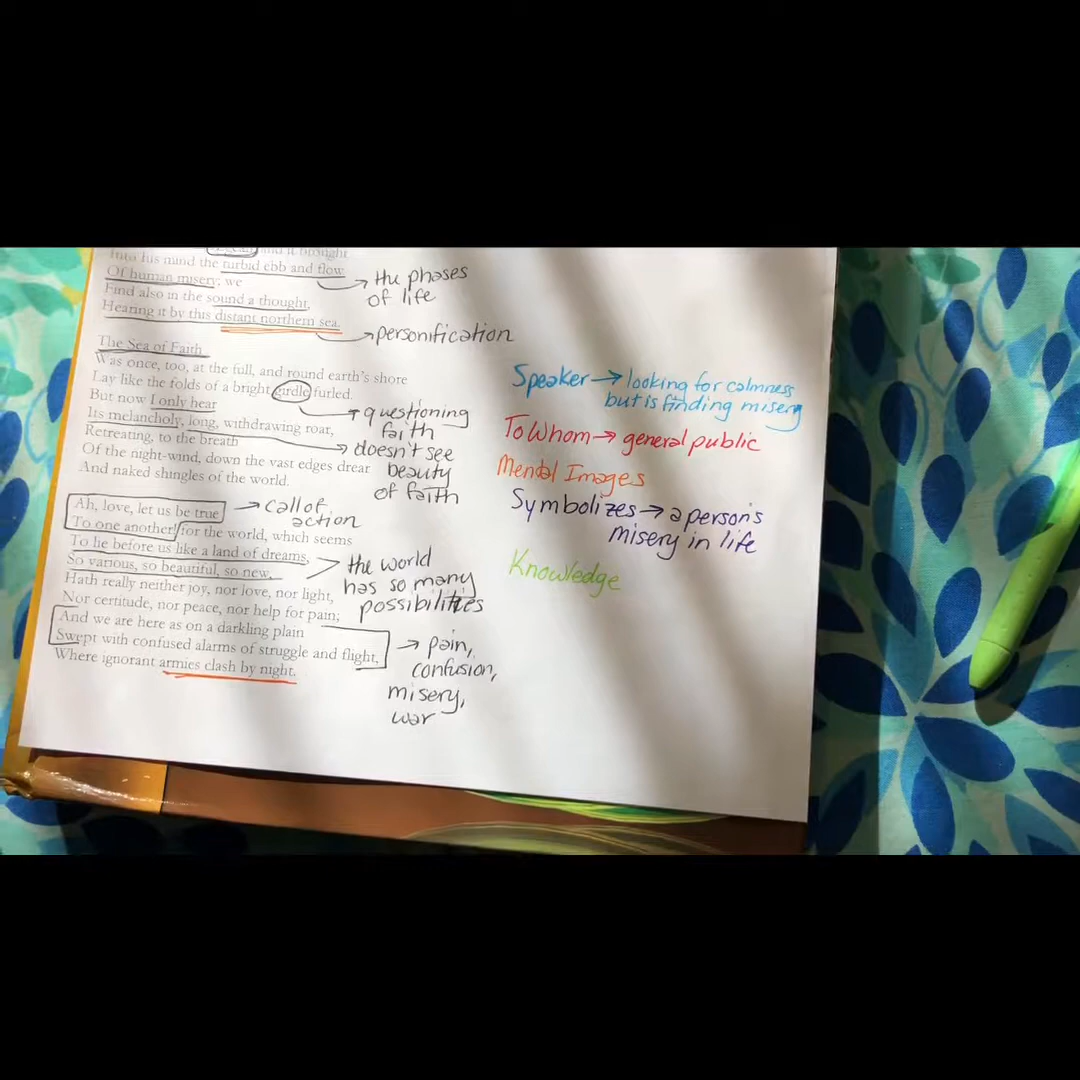 it brought
Into his mind the turbid ebb and flow
Of human misery; we
Find also in the sound a thought,
Hearing it by this distant northern sea.
the phases
of life
personification
The Sea of Faith
Was once, too, at the full, and round earth's shore
Lay like the folds of a bright girdle furled.
But now I only hear
Its melancholy, long, withdrawing roar,
Retreating, to the breath
Of the night-wind, down the vast edges drear
And naked shingles of the world.
questioning
faith
doesn't see
beauty
of faith
Ah, love, let us be true
To one another! for the world, which seems
To lie before us like a land of dreams,
So various, so beautiful, so new,
Hath really neither joy, nor love, nor light,
Nor certitude, nor peace, nor help for pain;
And we are here as on a darkling plain
Swept with confused alarms of struggle and flight,
Where ignorant armies clash by night.
call of
action
the world
has so many
possibilities
pain,
confusion,
misery,
war
Speaker → looking for calmness
but is finding misery
To Whom → general public
Mental Images
Symbolizes → a person's
misery in life
Knowledge